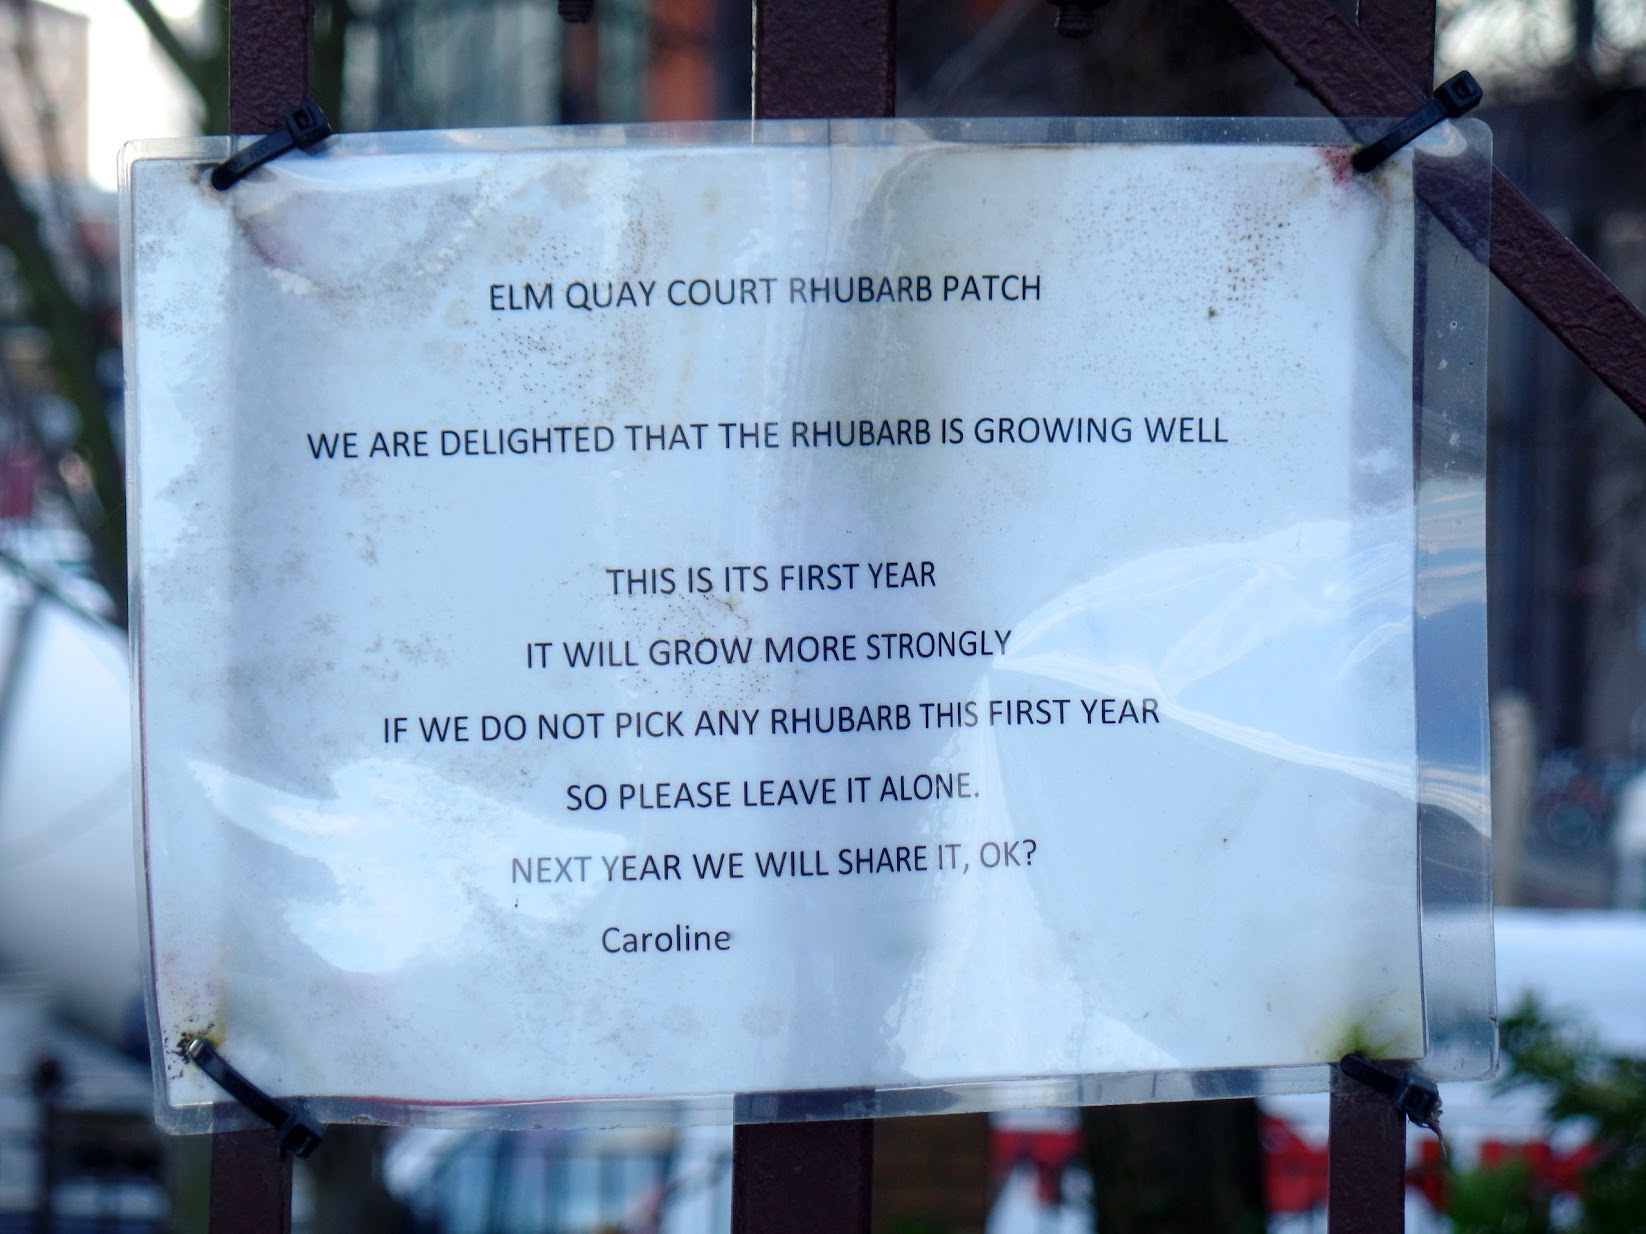 ELM QUAY COURT RHUBARB PATCH
WE ARE DELIGHTED THAT THE RHUBARB IS GROWING WELL
THIS IS ITS FIRST YEAR
IT WILL GROW MORE STRONGLY
IF WE DO NOT PICK ANY RHUBARB THIS FIRST YEAR
SO PLEASE LEAVE IT ALONE.
NEXT YEAR WE WILL SHARE IT, OK?
Caroline